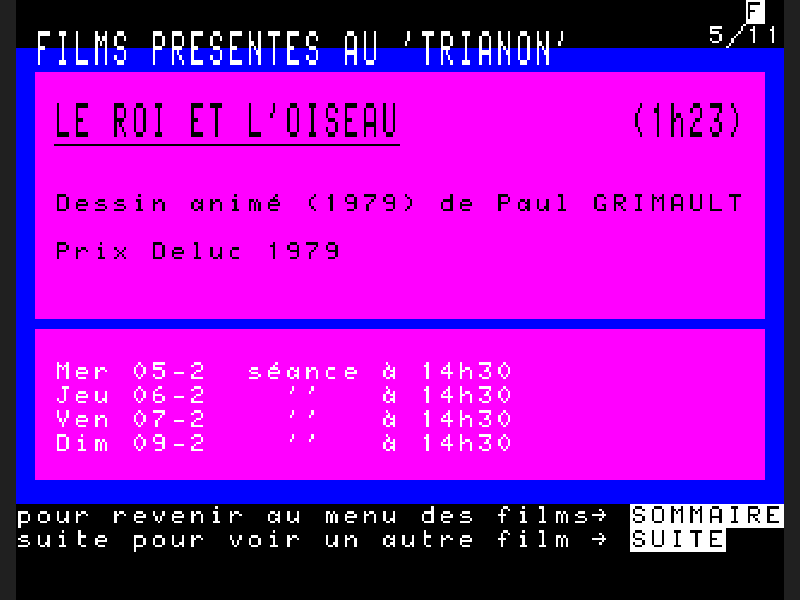 F
5/11
FILMS PRESENTES AU 'TRIANON'
LE ROI ET L'OISEAU (1h23)
Dessin animé (1979) de Paul GRIMAULT
Prix Deluc 1979
Mer 05-2 séance à 14h30
Jeu 06-2 '' à 14h30
Ven 07-2 '' à 14h30
Dim 09-2 '' à 14h30
pour revenir au menu des films→ SOMMAIRE
suite pour voir un autre film → SUITE